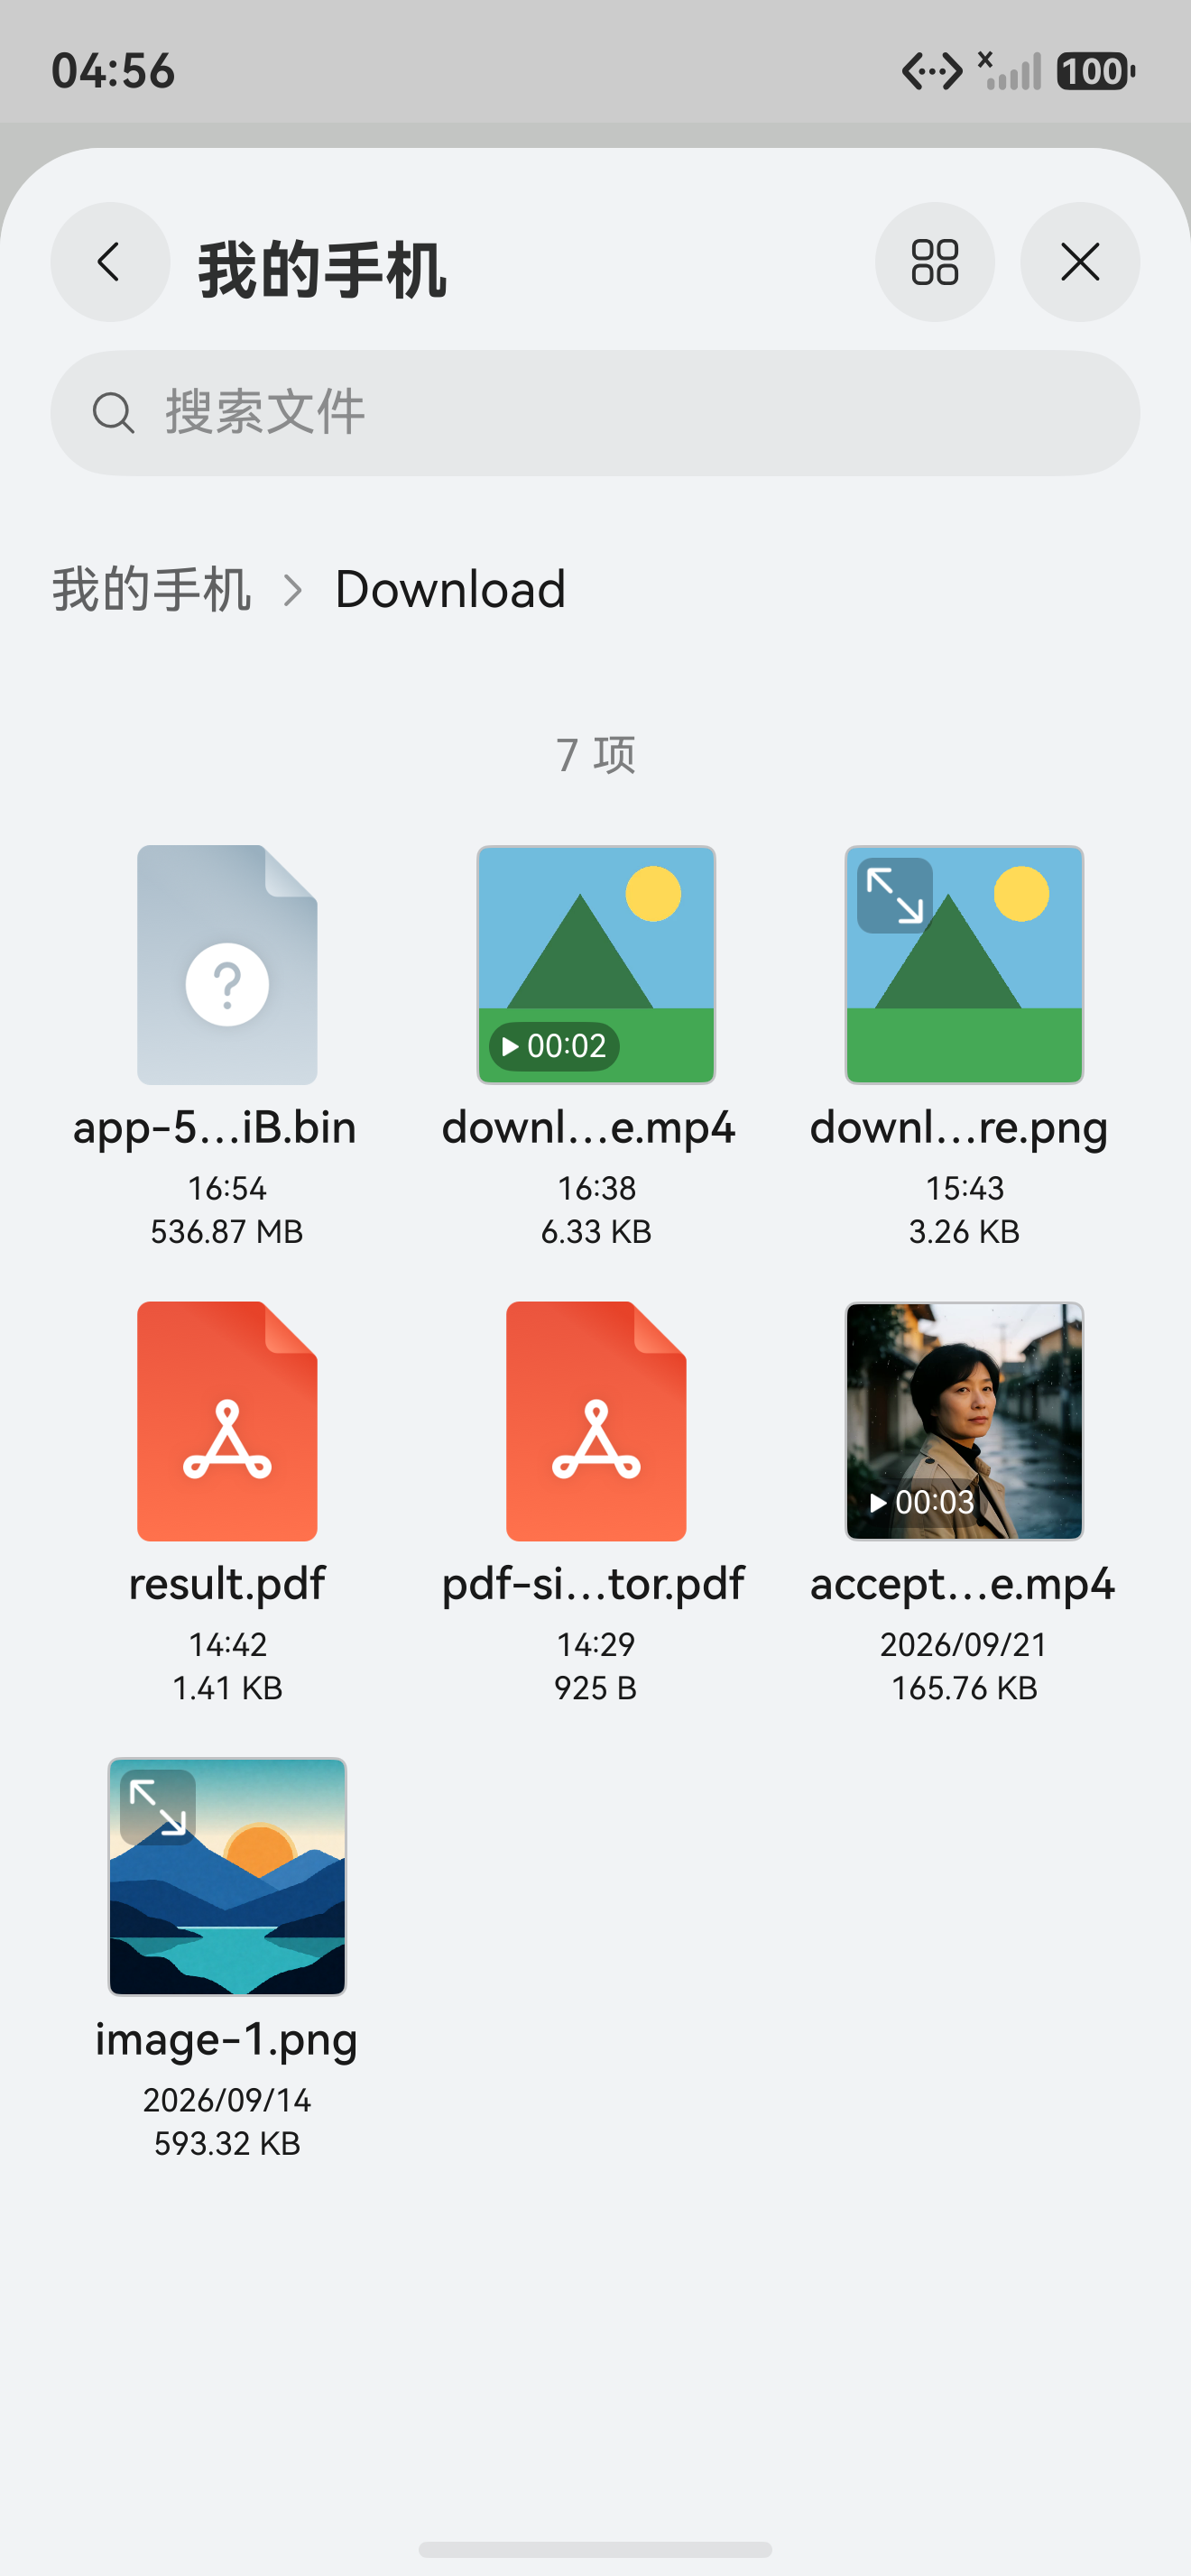 04:56
100
我的手机
搜索文件
我的手机 > Download
7 项
00:02
app-5...iB.bin
downl...e.mp4
downl...re.png
16:54
16:38
15:43
536.87 MB
6.33 KB
3.26 KB
00:03
result.pdf
pdf-si...tor.pdf
accept...e.mp4
14:42
14:29
2026/09/21
1.41 KB
925 B
165.76 KB
image-1.png
2026/09/14
593.32 KB